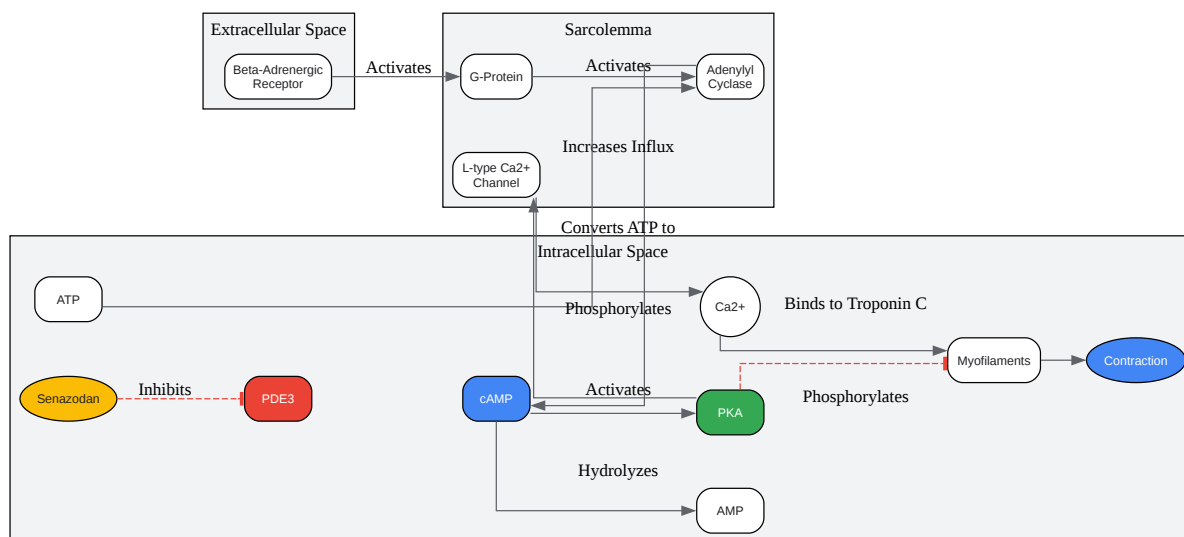 Extracellular Space
Sarcolemma
Beta-Adrenergic
Receptor
Activates
G-Protein
Activates
Adenylyl
Cyclase
Increases Influx
L-type Ca2+
Channel
Converts ATP to
Intracellular Space
ATP
Phosphorylates
Ca2+
Binds to Troponin C
Myofilaments
Contraction
Senazodan
Inhibits
PDE3
cAMP
Activates
PKA
Phosphorylates
Hydrolyzes
AMP